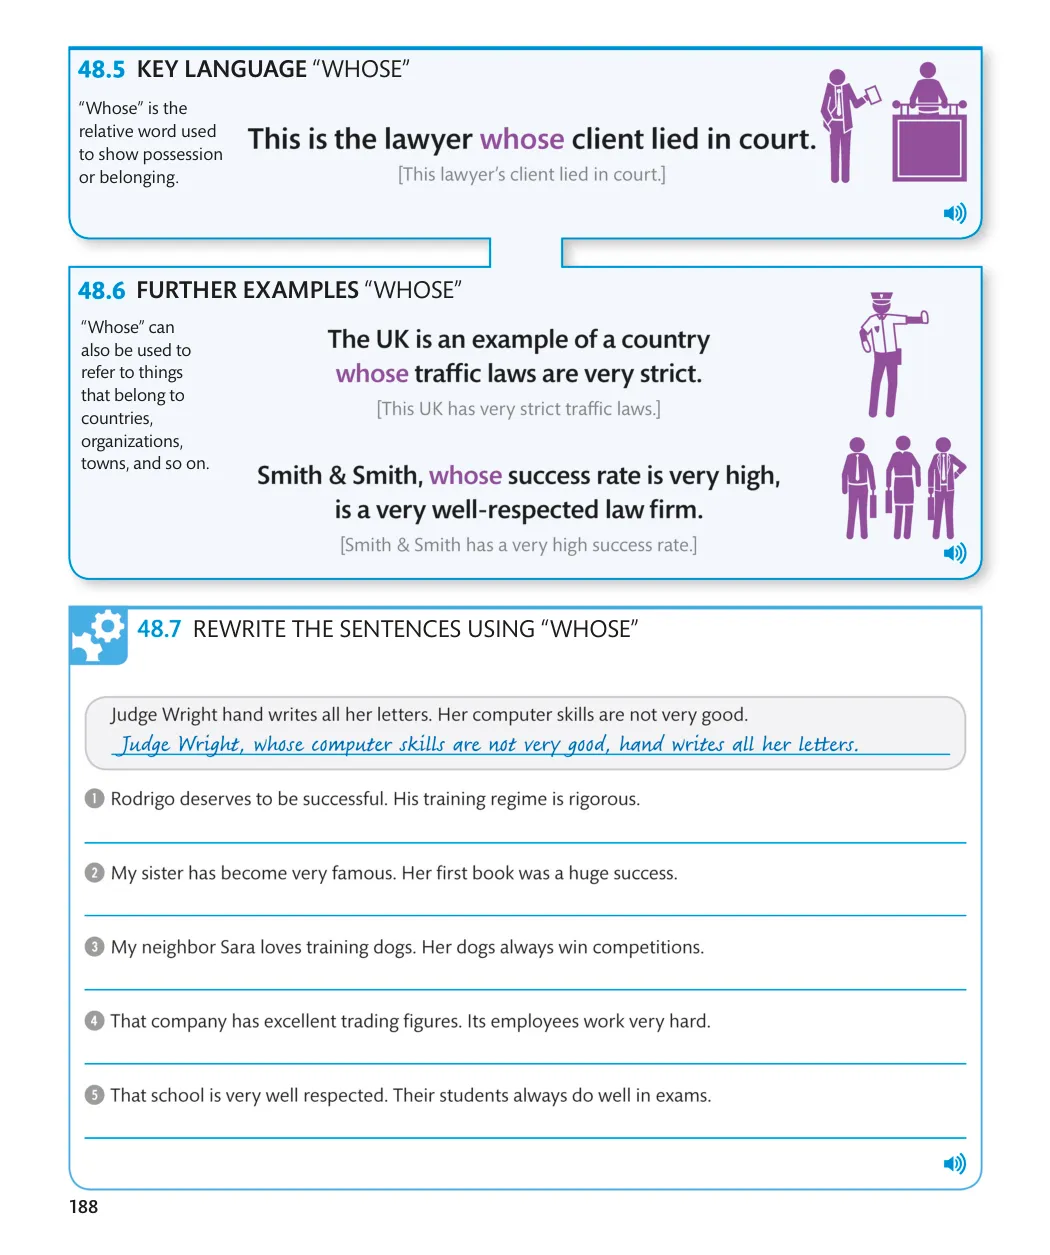 48.5 KEY LANGUAGE “WHOSE”
“Whose” is the
relative word used
to show possession
or belonging.
This is the lawyer whose client lied in court.
[This lawyer’s client lied in court.]
48.6 FURTHER EXAMPLES “WHOSE”
“Whose” can
also be used to
refer to things
that belong to
countries,
organizations,
towns, and so on.
The UK is an example of a country
whose traffic laws are very strict.
[This UK has very strict traffic laws.]
Smith & Smith, whose success rate is very high,
is a very well-respected law firm.
[Smith & Smith has a very high success rate.]
48.7 REWRITE THE SENTENCES USING “WHOSE”
Judge Wright hand writes all her letters. Her computer skills are not very good.
Judge Wright, whose computer skills are not very good, hand writes all her letters.
1 Rodrigo deserves to be successful. His training regime is rigorous.
2 My sister has become very famous. Her first book was a huge success.
3 My neighbor Sara loves training dogs. Her dogs always win competitions.
4 That company has excellent trading figures. Its employees work very hard.
5 That school is very well respected. Their students always do well in exams.
188